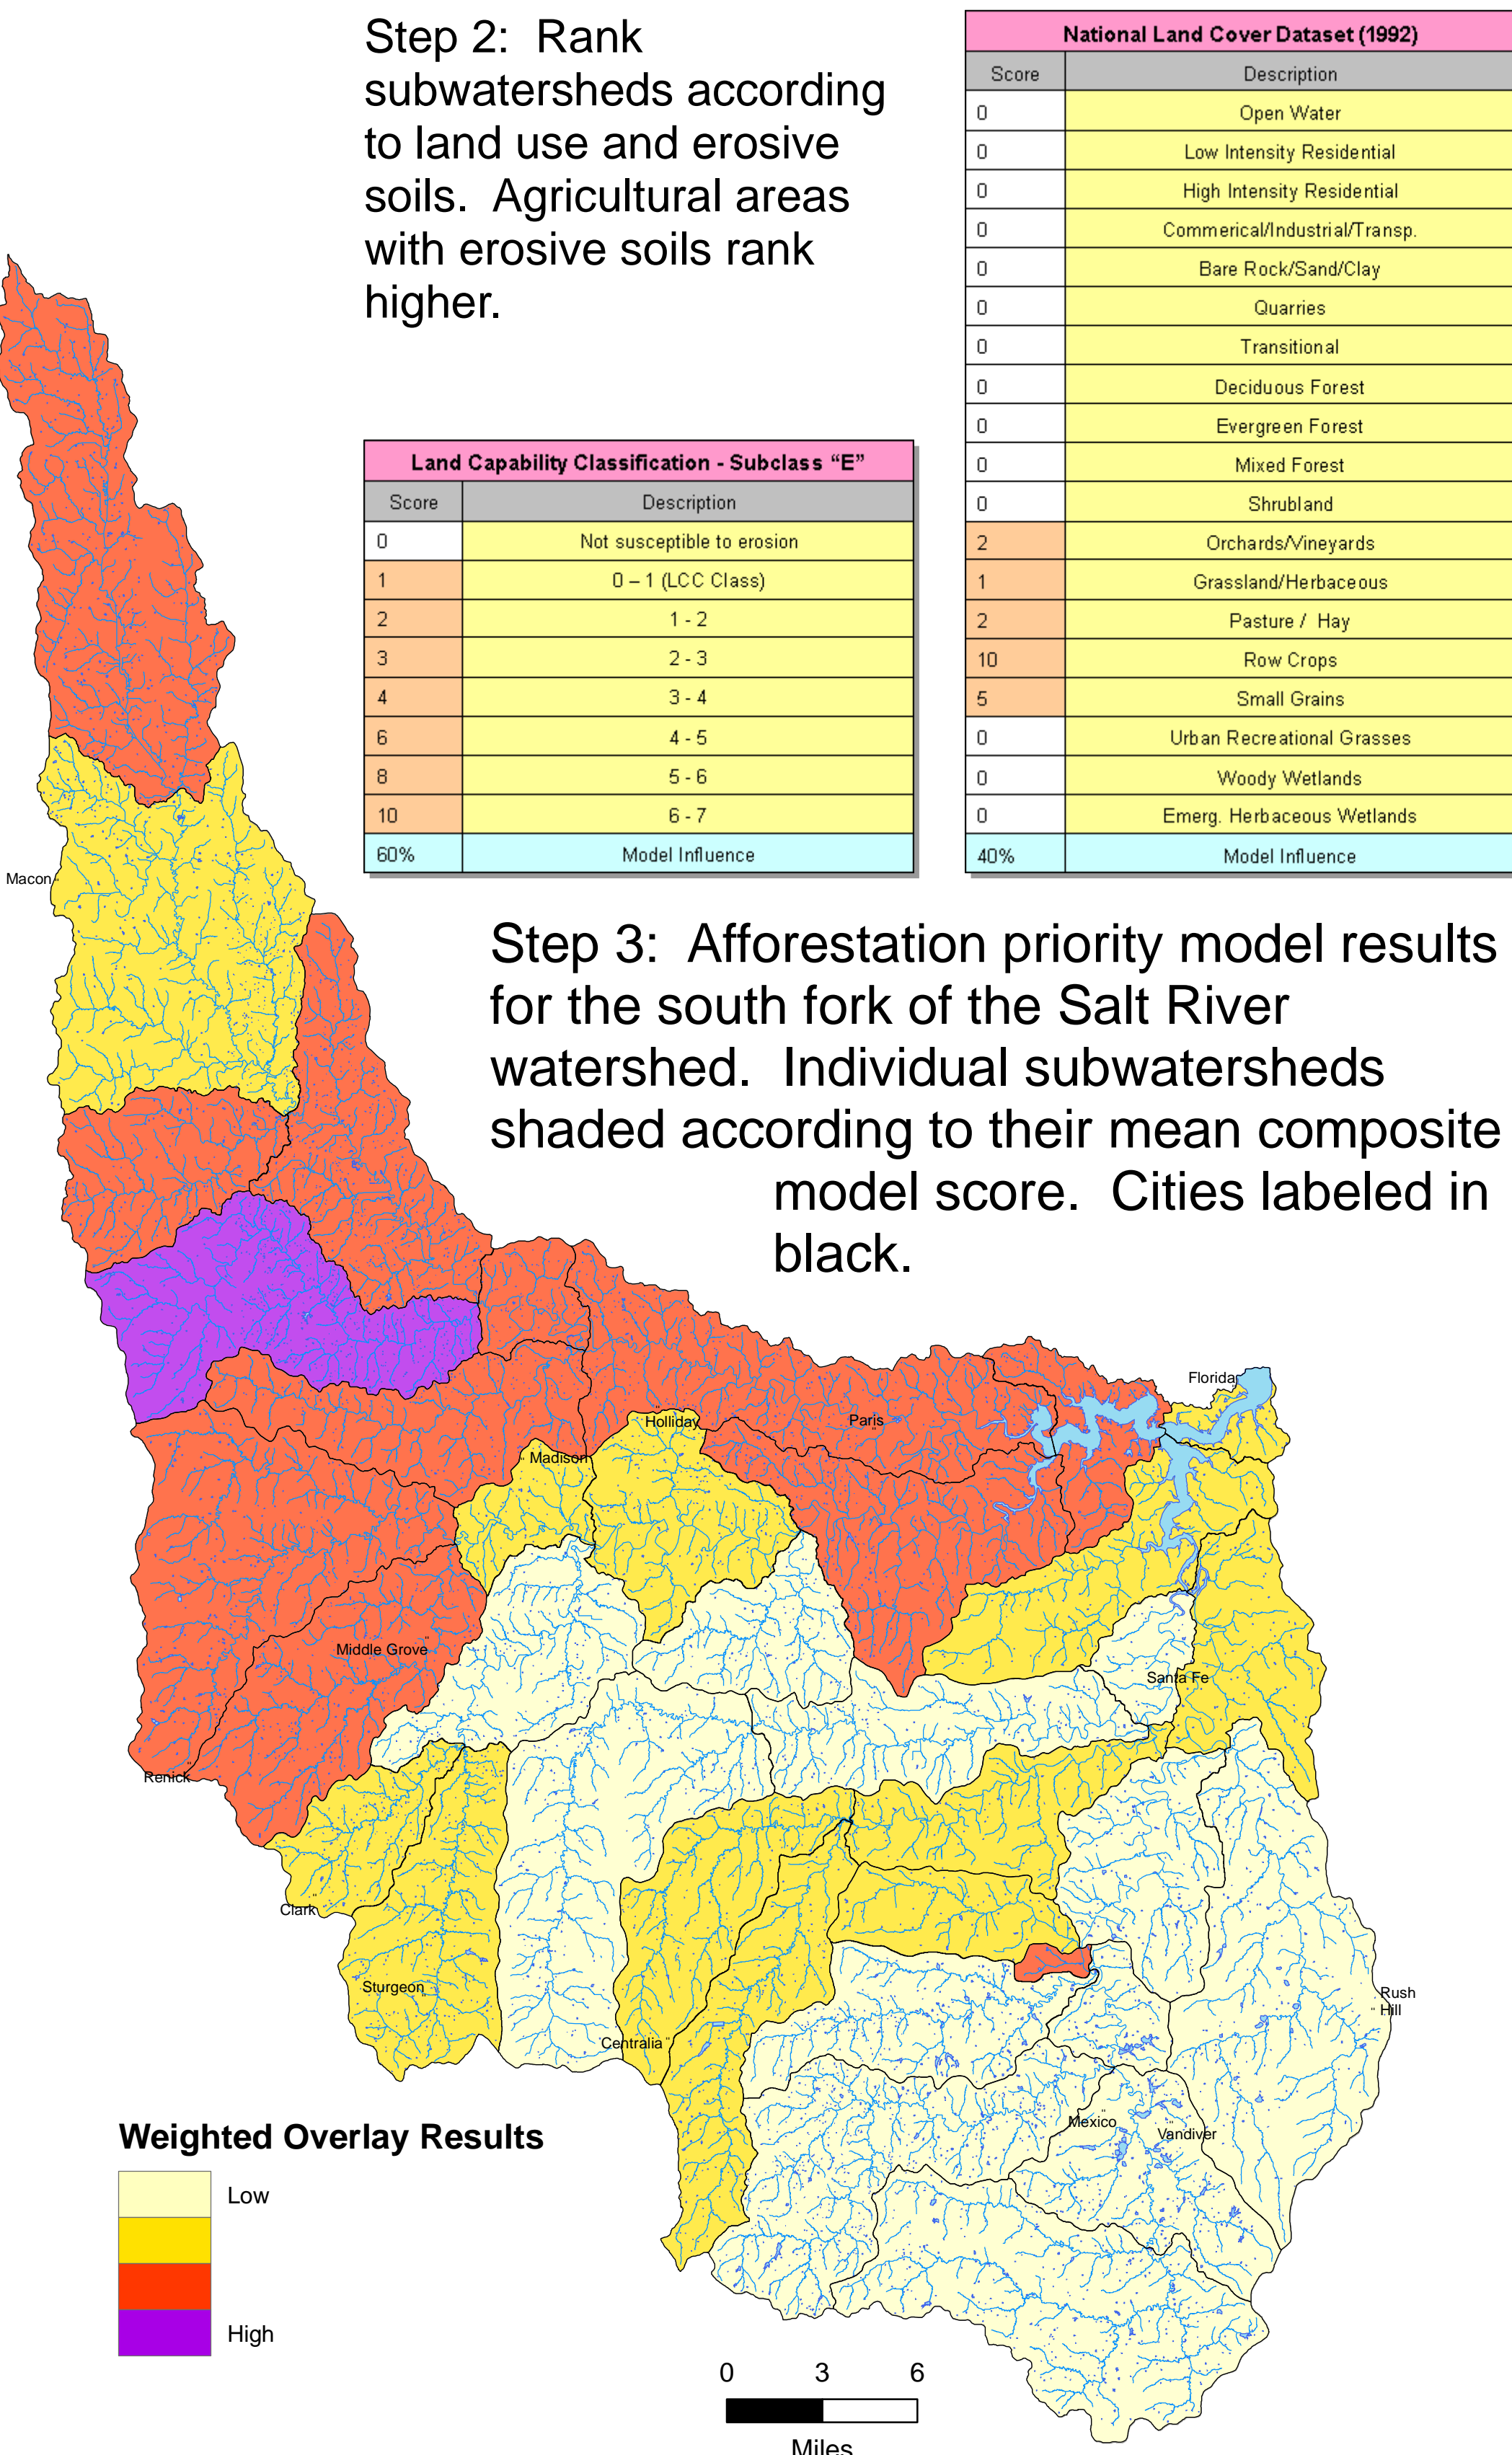 Step 2:  Rank
subwatersheds according
to land use and erosive
soils.  Agricultural areas
with erosive soils rank
higher.
National Land Cover Dataset (1992)
Score Description
0 Open Water
0 Low Intensity Residential
0 High Intensity Residential
0 Commerical/Industrial/Transp.
0 Bare Rock/Sand/Clay
0 Quarries
0 Transitional
0 Deciduous Forest
0 Evergreen Forest
0 Mixed Forest
0 Shrubland
2 Orchards/Vineyards
1 Grassland/Herbaceous
2 Pasture / Hay
10 Row Crops
5 Small Grains
0 Urban Recreational Grasses
0 Woody Wetlands
0 Emerg. Herbaceous Wetlands
40% Model Influence
Land Capability Classification - Subclass “E”
Score Description
0 Not susceptible to erosion
1 0 – 1 (LCC Class)
2 1 - 2
3 2 - 3
4 3 - 4
6 4 - 5
8 5 - 6
10 6 - 7
60% Model Influence
Step 3:  Afforestation priority model results
for the south fork of the Salt River
watershed.  Individual subwatersheds
shaded according to their mean composite
model score.  Cities labeled in
black.
Macon
Florida
Holliday
Paris
Madison
Middle Grove
Santa Fe
Renick
Clark
Sturgeon
Centralia
Rush
Hill
Mexico
Vandiver
Weighted Overlay Results
Low
High
0 3 6
Miles